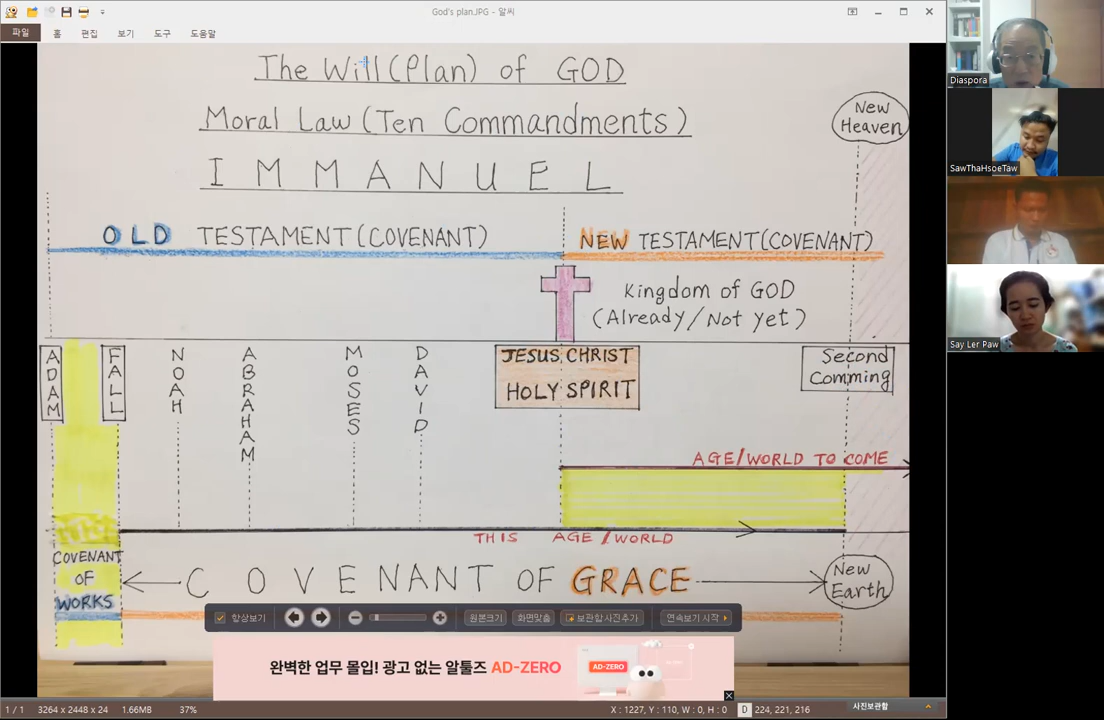 God's plan.JPG - 알씨
파일 홈 편집 보기 도구 도움말
The Will(Plan) of GOD
Moral Law(Ten Commandments)
IMMANUEL
New
Heaven
OLD TESTAMENT(COVENANT)
NEW TESTAMENT(COVENANT)
Kingdom of GOD
(Already/Not yet)
ADAM
FALL
NOAH
ABRAHAM
MOSES
DAVID
JESUS CHRIST
HOLY SPIRIT
Second
Comming
AGE/WORLD TO COME
THIS AGE/WORLD
COVENANT
OF
WORKS
COVENANT OF GRACE
New
Earth
항상보기 원본크기 화면맞춤 보관함 사진추가 연속보기 시작
완벽한 업무 몰입! 광고 없는 알툴즈 AD-ZERO
AD-ZERO
1 / 1 3264 x 2448 x 24 1.66MB 37% X : 1227, Y : 110, W : 0, H : 0 D 224, 221, 216 사진보관함
Diaspora
SawThaHsoeTaw
Say Ler Paw